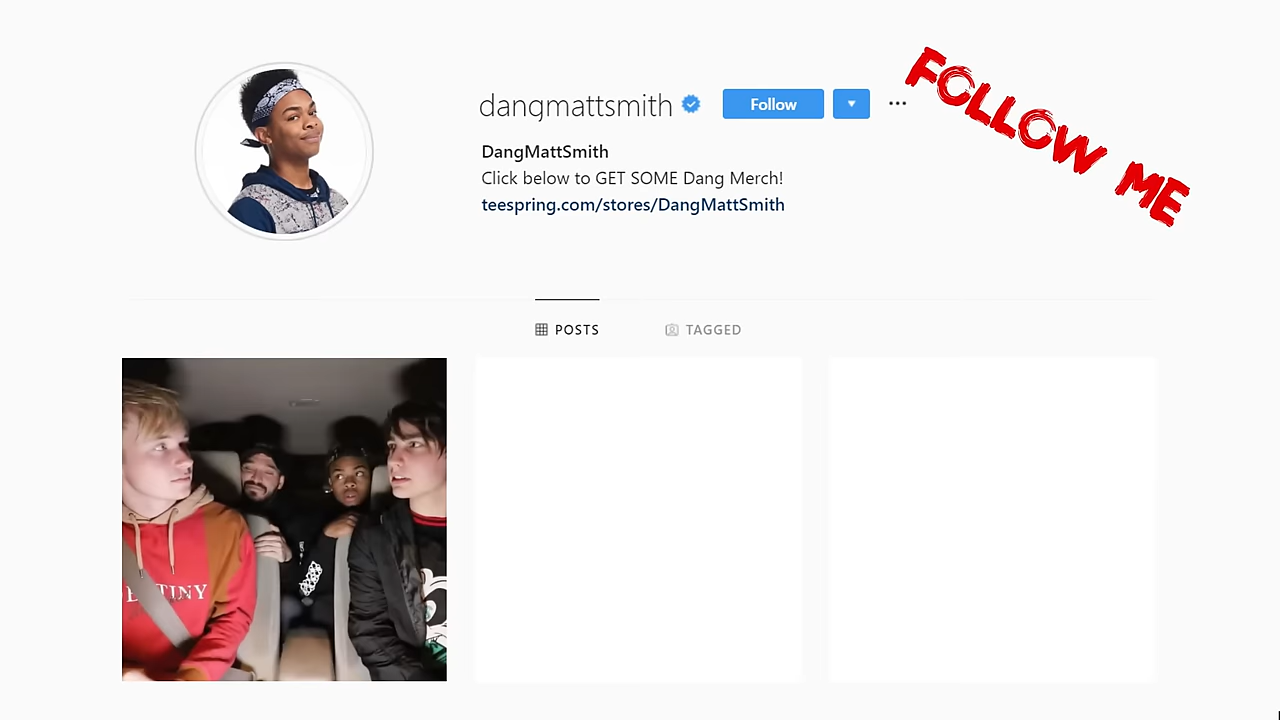 dangmattsmith
Follow
FOLLOW ME
DangMattSmith
Click below to GET SOME Dang Merch!
teespring.com/stores/DangMattSmith
POSTS
TAGGED